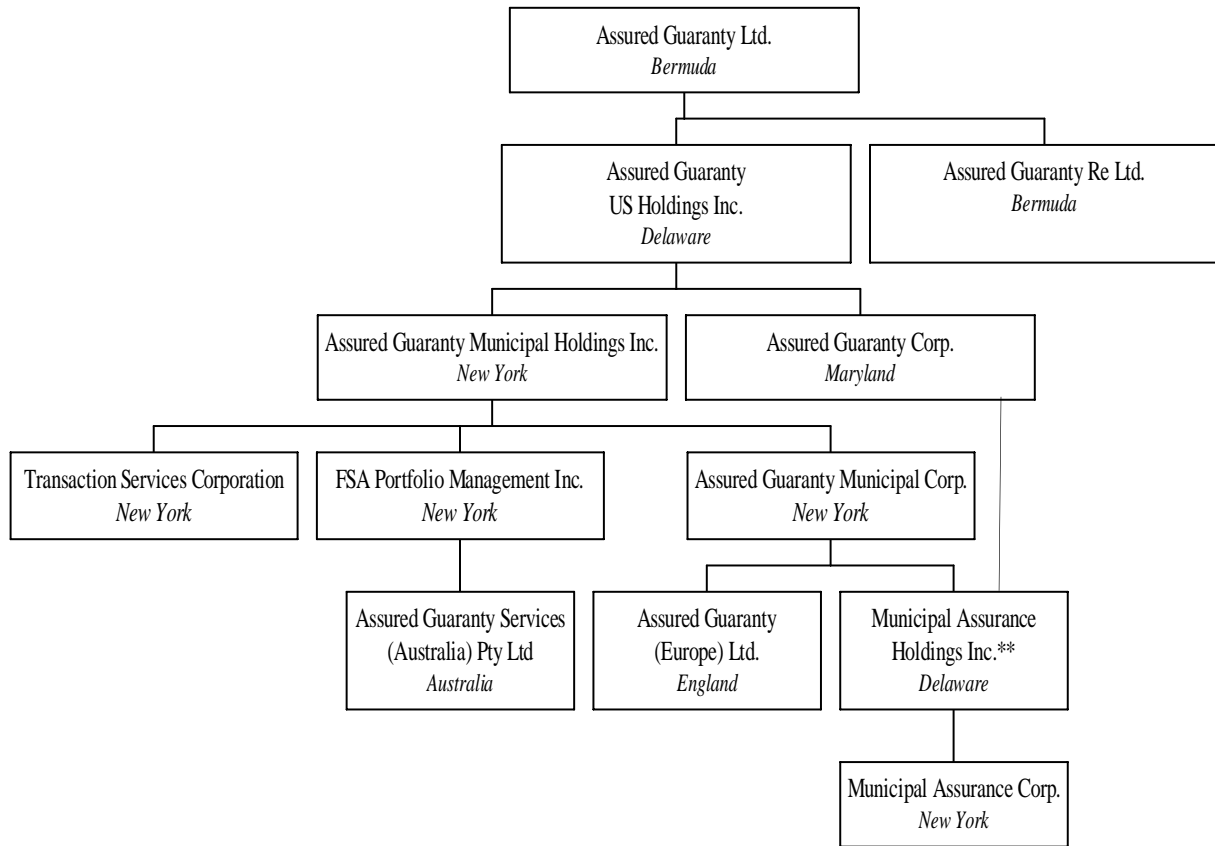 Assured Guaranty Ltd.
Bermuda
Assured Guaranty
US Holdings Inc.
Delaware
Assured Guaranty Re Ltd.
Bermuda
Assured Guaranty Municipal Holdings Inc.
New York
Assured Guaranty Corp.
Maryland
Transaction Services Corporation
New York
FSA Portfolio Management Inc.
New York
Assured Guaranty Municipal Corp.
New York
Assured Guaranty Services
(Australia) Pty Ltd
Australia
Assured Guaranty
(Europe) Ltd.
England
Municipal Assurance
Holdings Inc.**
Delaware
Municipal Assurance Corp.
New York